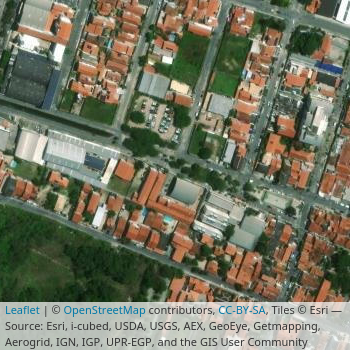 Leaflet | © OpenStreetMap contributors, CC-BY-SA, Tiles © Esri —
Source: Esri, i-cubed, USDA, USGS, AEX, GeoEye, Getmapping,
Aerogrid, IGN, IGP, UPR-EGP, and the GIS User Community